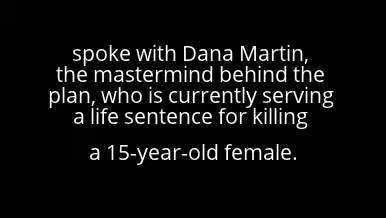 spoke with Dana Martin,
the mastermind behind the
plan, who is currently serving
a life sentence for killing
a 15-year-old female.